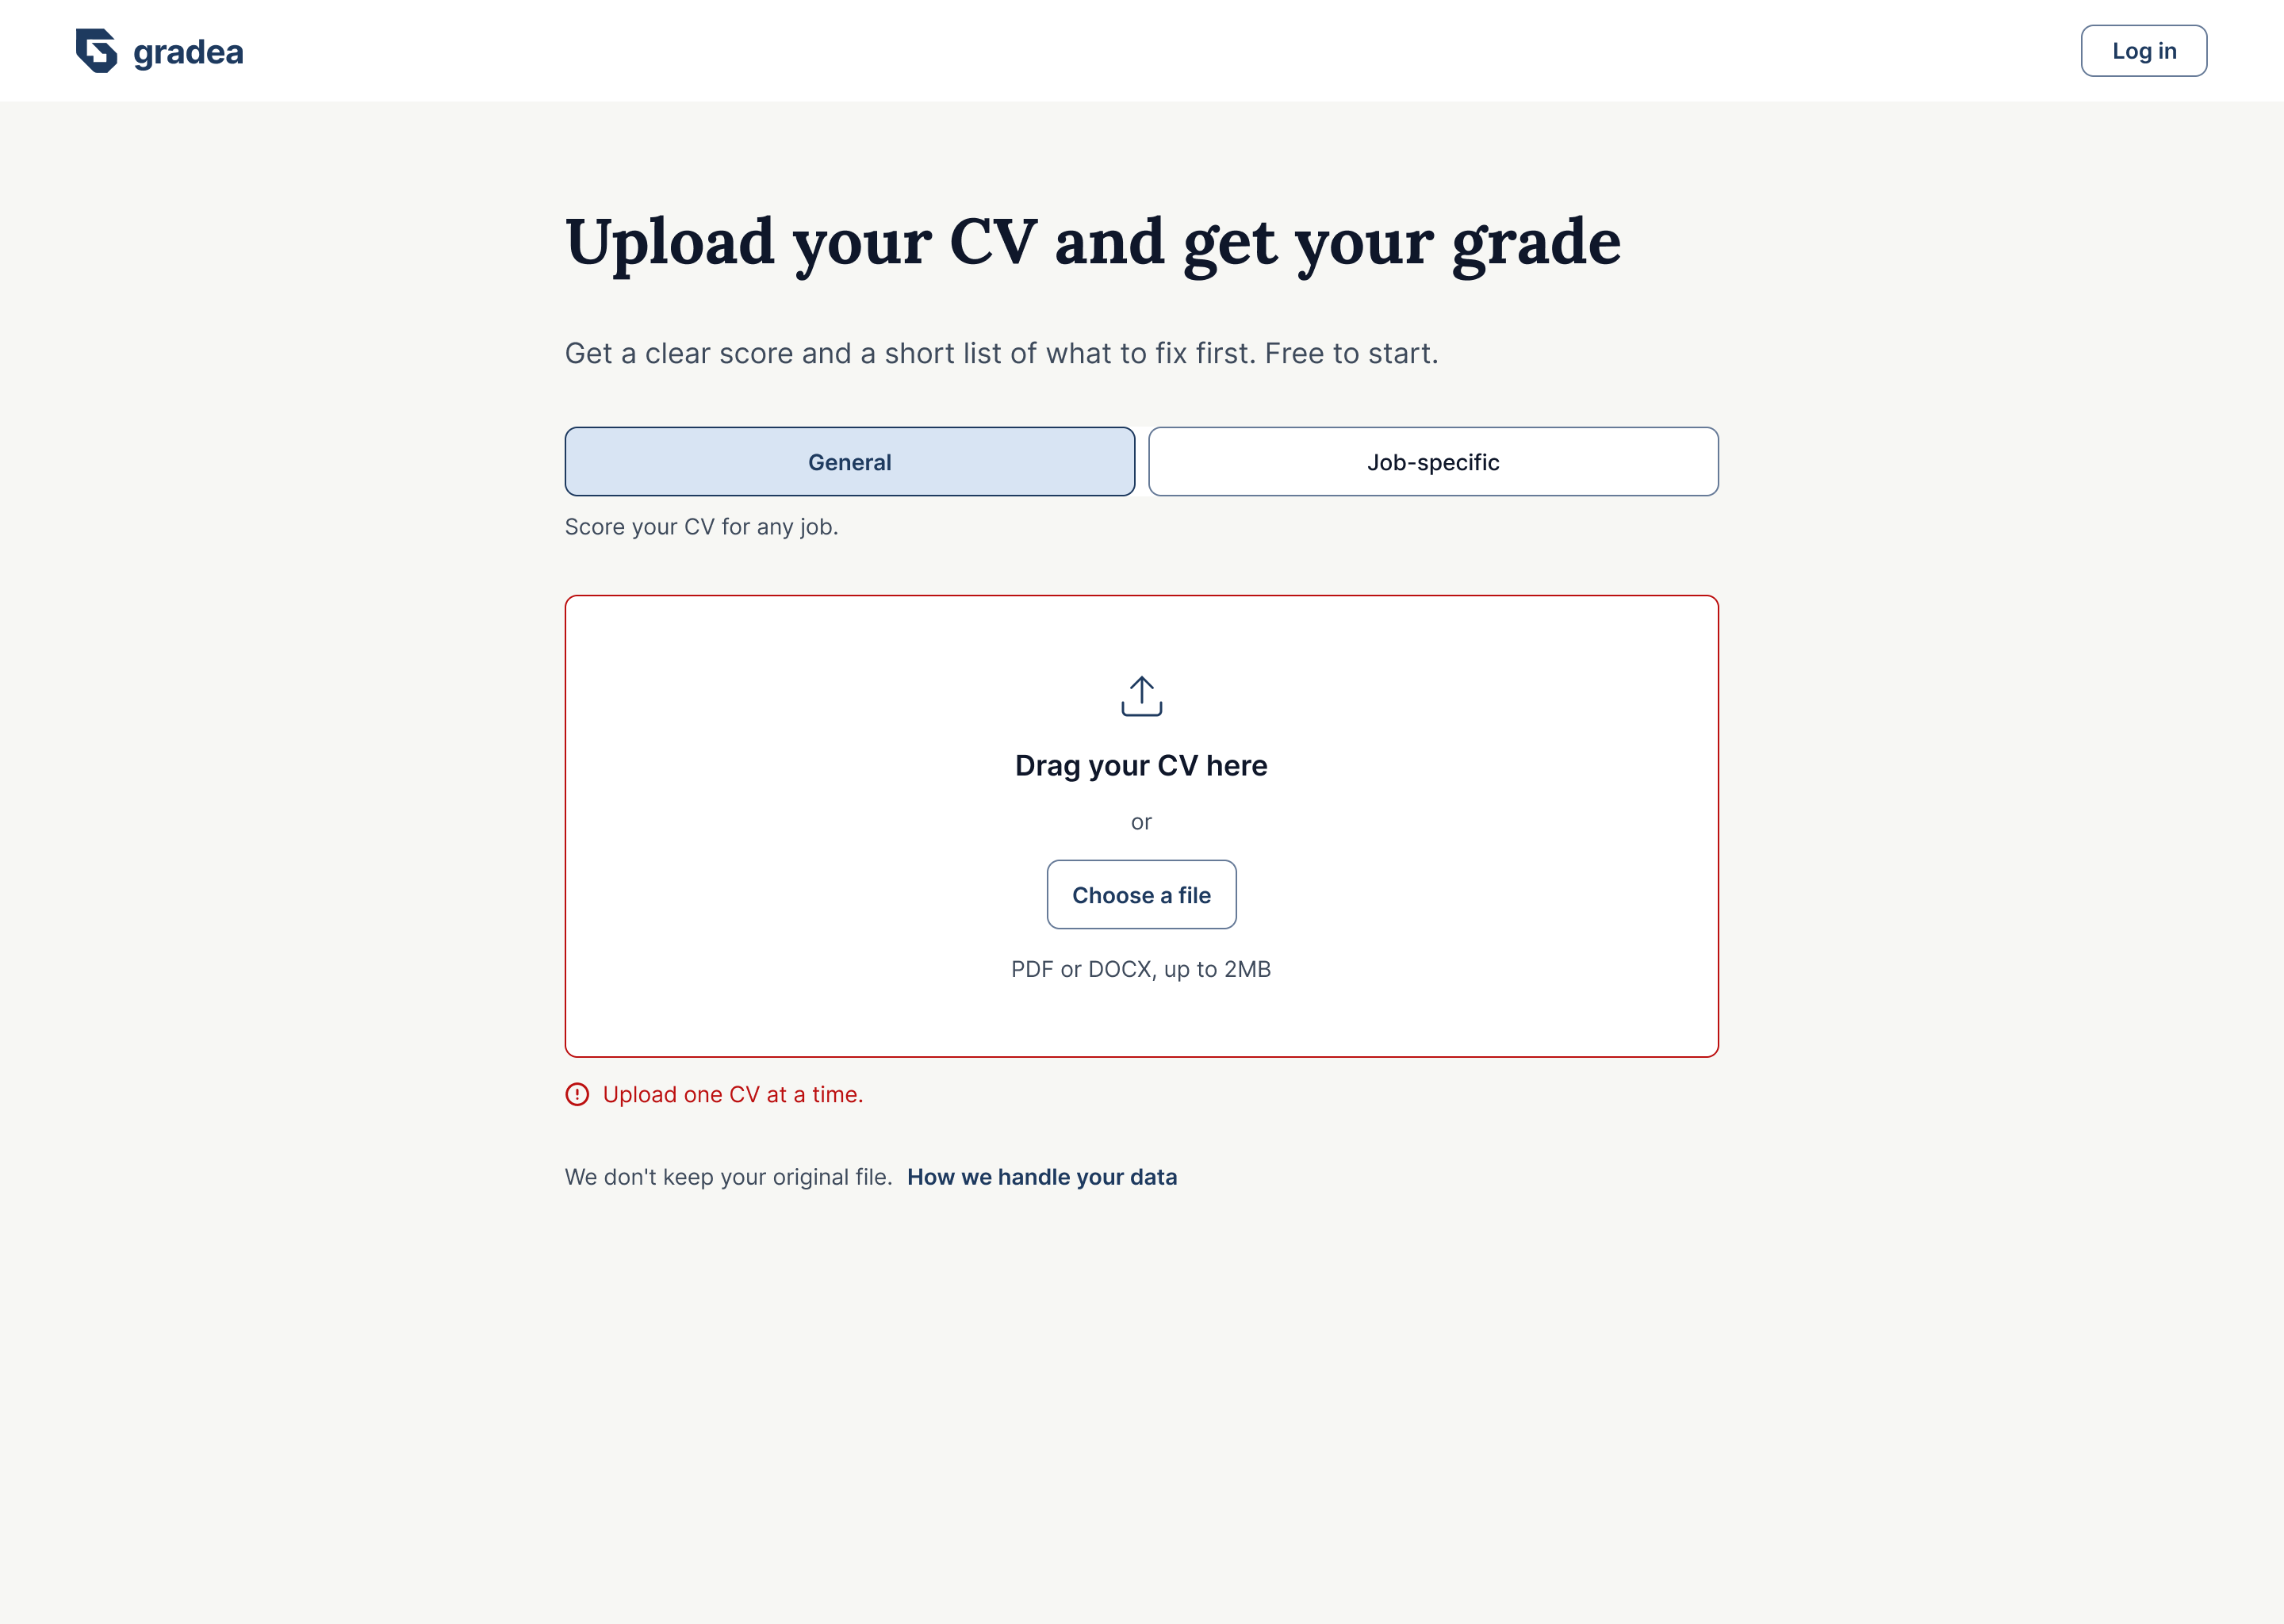 gradea
Log in
Upload your CV and get your grade
Get a clear score and a short list of what to fix first. Free to start.
General
Job-specific
Score your CV for any job.
Drag your CV here
or
Choose a file
PDF or DOCX, up to 2MB
Upload one CV at a time.
We don't keep your original file. How we handle your data